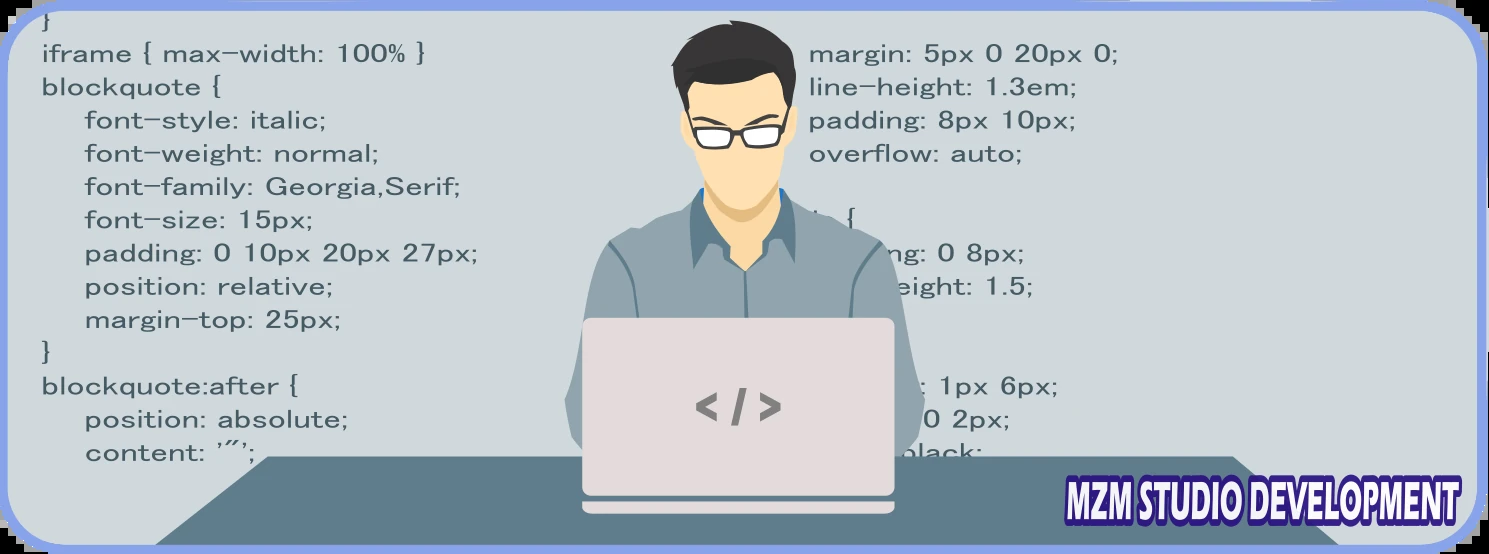 }
iframe { max-width: 100% }
blockquote {
font-style: italic;
font-weight: normal;
font-family: Georgia,Serif;
font-size: 15px;
padding: 0 10px 20px 27px;
position: relative;
margin-top: 25px;
}
blockquote:after {
position: absolute;
content: '"';
margin: 5px 0 20px 0;
line-height: 1.3em;
padding: 8px 10px;
overflow: auto;
{
0 8px;
1.5;
1px 6px;
0 2px;
</>
MZM STUDIO DEVELOPMENT